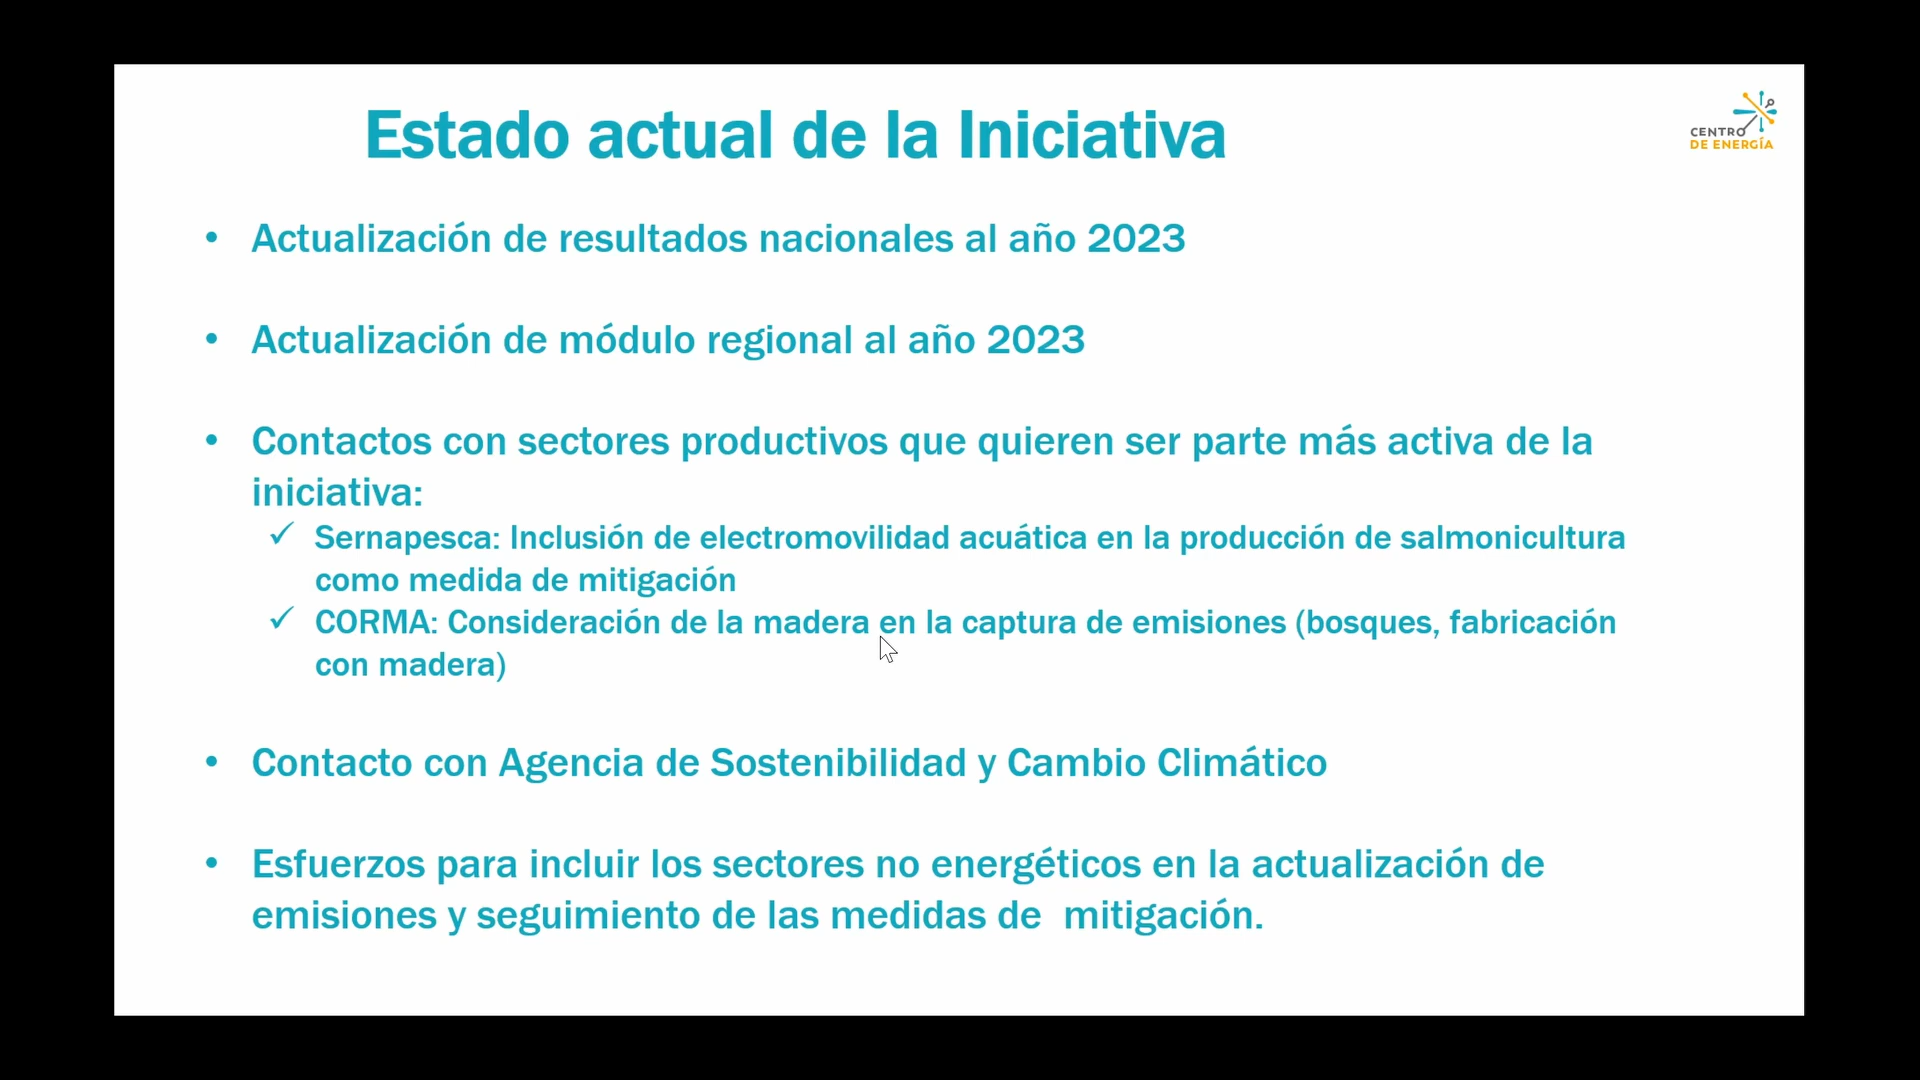 Estado actual de la Iniciativa
CENTRO
DE ENERGÍA
• Actualización de resultados nacionales al año 2023
• Actualización de módulo regional al año 2023
• Contactos con sectores productivos que quieren ser parte más activa de la
iniciativa:
✓ Sernapesca: Inclusión de electromovilidad acuática en la producción de salmonicultura
como medida de mitigación
✓ CORMA: Consideración de la madera en la captura de emisiones (bosques, fabricación
con madera)
• Contacto con Agencia de Sostenibilidad y Cambio Climático
• Esfuerzos para incluir los sectores no energéticos en la actualización de
emisiones y seguimiento de las medidas de  mitigación.